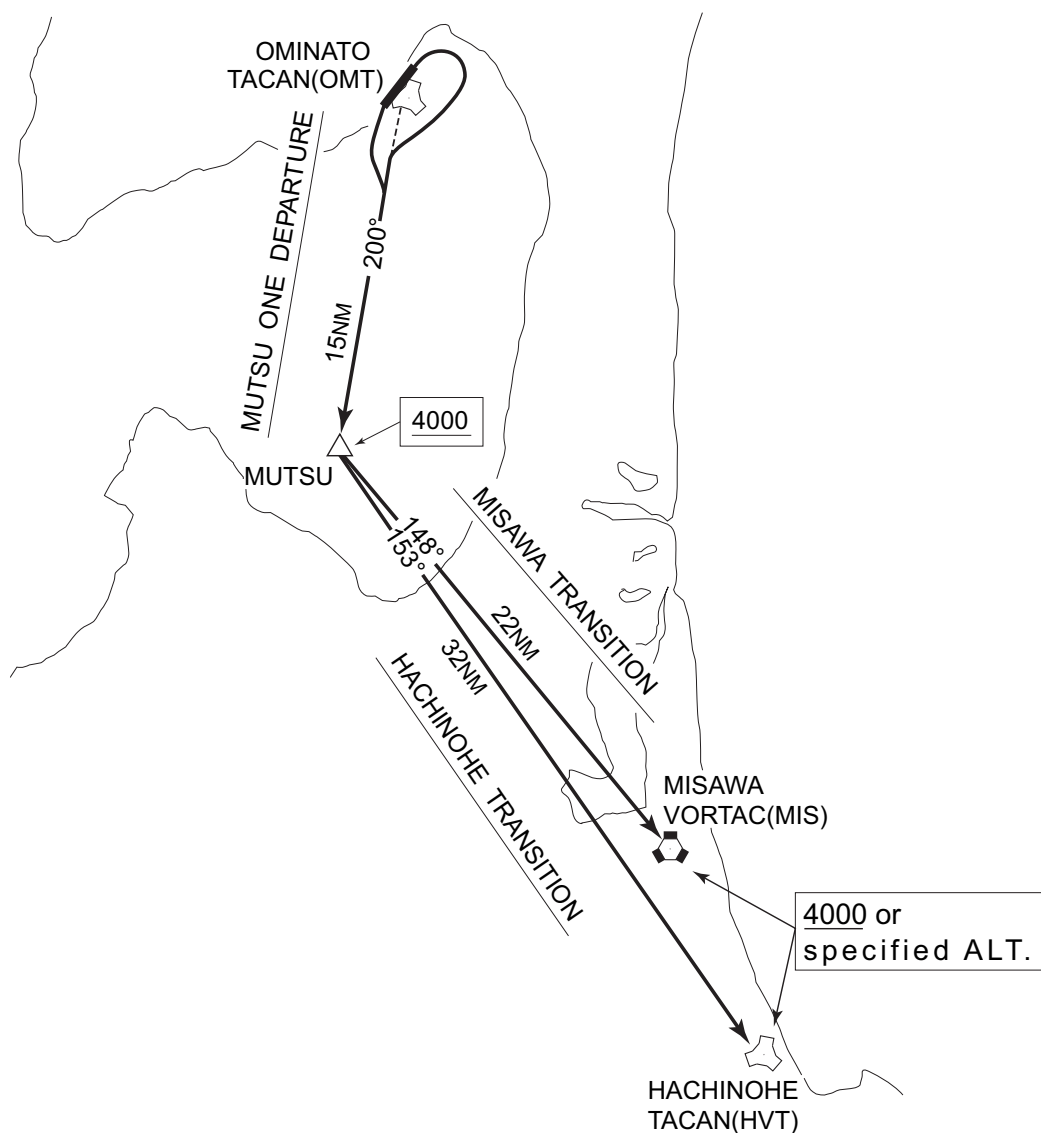 OMINATO
TACAN(OMT)
MUTSU ONE DEPARTURE
200°
15NM
4000
MUTSU
148°
153°
MISAWA TRANSITION
22NM
32NM
HACHINOHE TRANSITION
MISAWA
VORTAC(MIS)
4000 or
specified ALT.
HACHINOHE
TACAN(HVT)